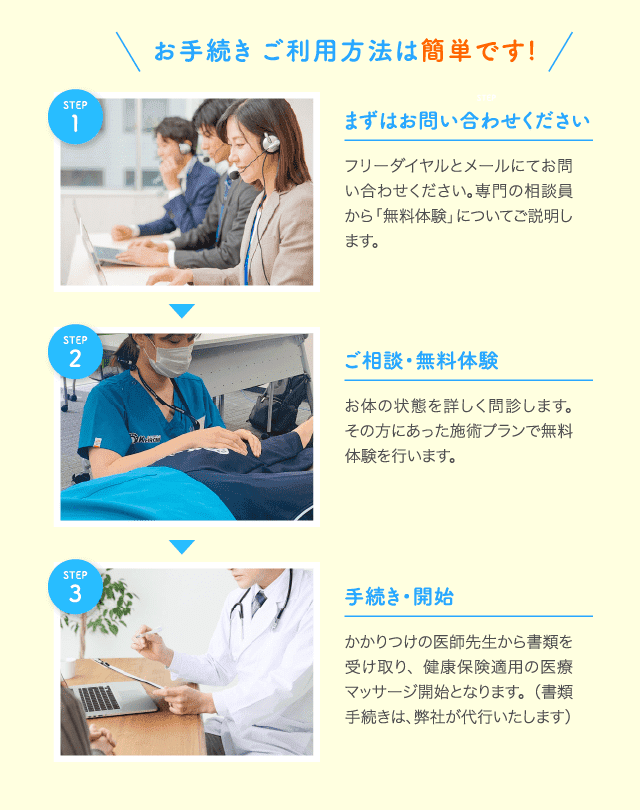 お手続き ご利用方法は簡単です!
STEP
1
まずはお問い合わせください
フリーダイヤルとメールにてお問
い合わせください。専門の相談員
から「無料体験」についてご説明し
ます。
STEP
2
ご相談・無料体験
お体の状態を詳しく問診します。
その方にあった施術プランで無料
体験を行います。
STEP
3
手続き・開始
かかりつけの医師先生から書類を
受け取り、健康保険適用の医療
マッサージ開始となります。（書類
手続きは、弊社が代行いたします）